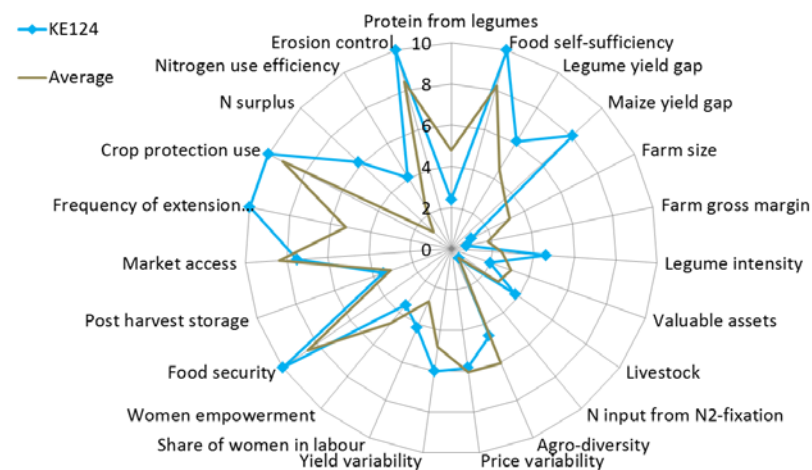 KE124
Average
Protein from legumes
Food self-sufficiency
Legume yield gap
Maize yield gap
Farm size
Farm gross margin
Legume intensity
Valuable assets
Livestock
N input from N2-fixation
Agro-diversity
Price variability
Yield variability
Share of women in labour
Women empowerment
Food security
Post harvest storage
Market access
Frequency of extension...
Crop protection use
N surplus
Nitrogen use efficiency
Erosion control
10
8
6
4
2
0